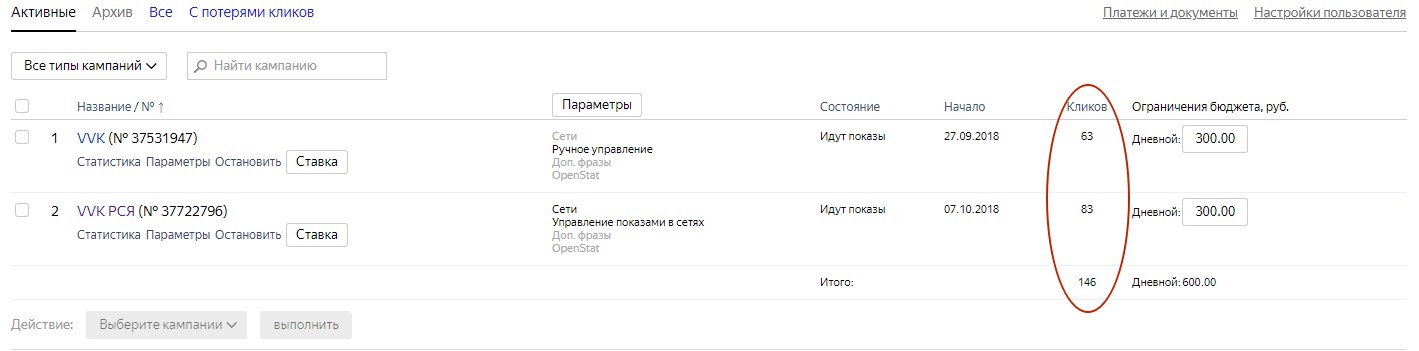 Активные Архив Все С потерями кликов Платежи и документы Настройки пользователя
Все типы кампаний Найти кампанию
Название / № ↑ Параметры Состояние Начало Кликов Ограничения бюджета, руб.
1 VVK (№ 37531947) Сети Идут показы 27.09.2018 63 Дневной: 300.00
Ручное управление
Статистика Параметры Остановить Ставка Доп. фразы
OpenStat
2 VVK РСЯ (№ 37722796) Сети Идут показы 07.10.2018 83 Дневной: 300.00
Управление показами в сетях
Статистика Параметры Остановить Ставка Доп. фразы
OpenStat
Итого: 146 Дневной: 600.00
Действие: Выберите кампании выполнить